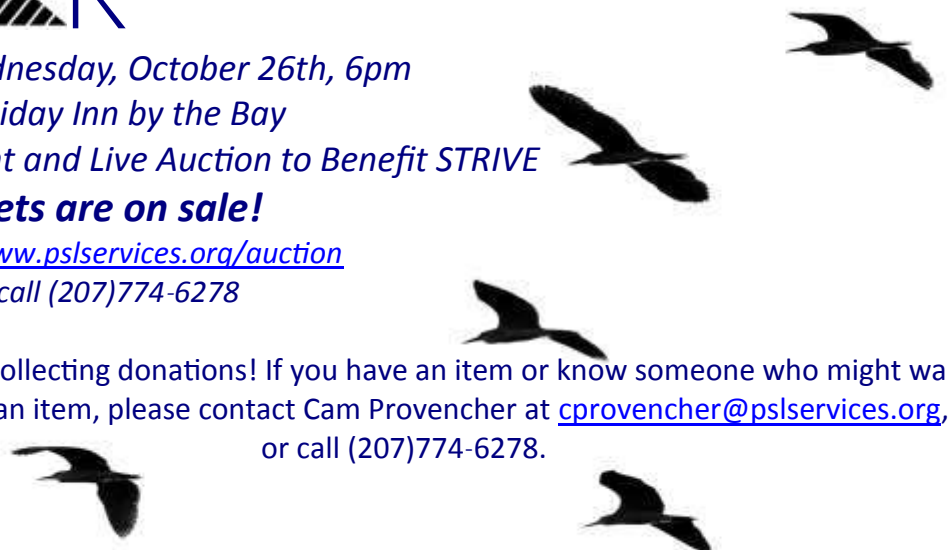 dnesday, October 26th, 6pm
iday Inn by the Bay
t and Live Auction to Benefit STRIVE
ets are on sale!
ww.pslservices.org/auction
call (207)774-6278
ollecting donations! If you have an item or know someone who might wa
an item, please contact Cam Provencher at cprovencher@pslservices.org,
or call (207)774-6278.